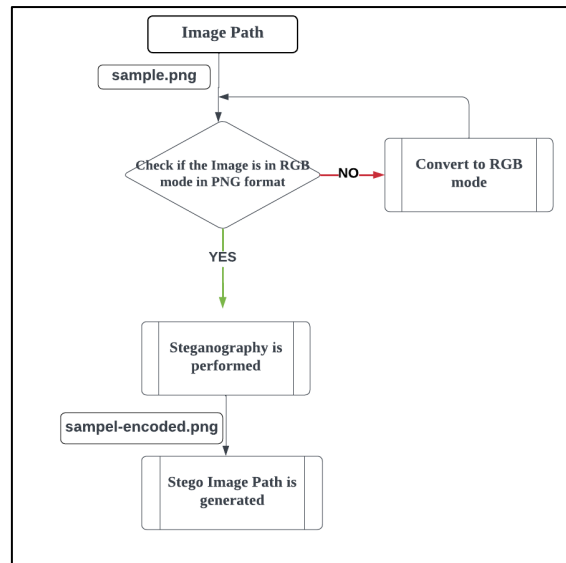 Image Path
sample.png
Check if the Image is in RGB
mode in PNG format
NO
Convert to RGB
mode
YES
Steganography is
performed
sampel-encoded.png
Stego Image Path is
generated